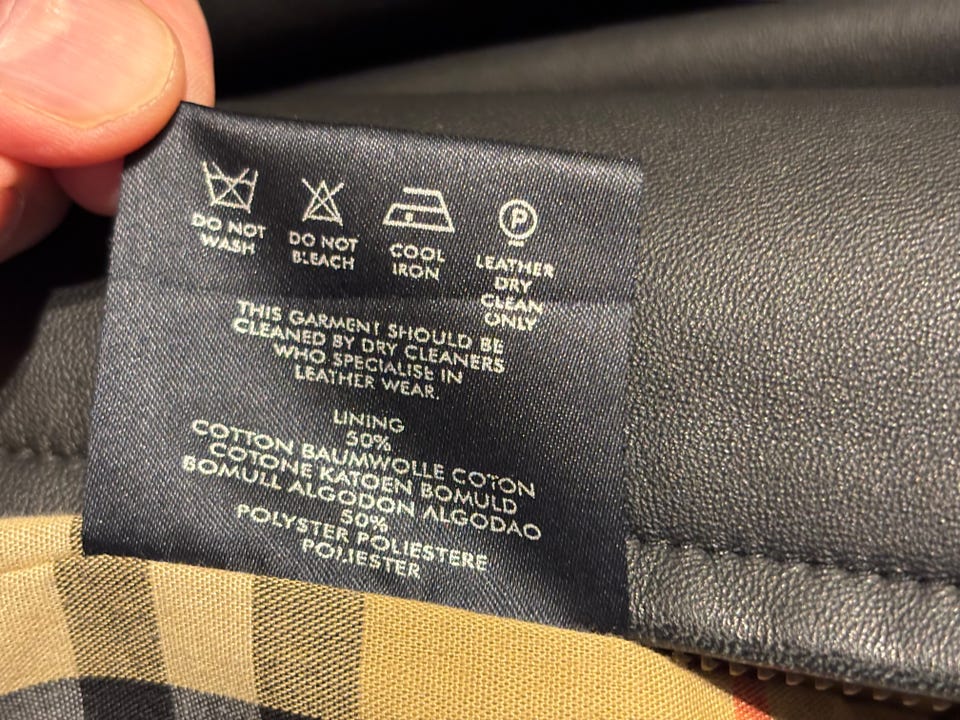 DO NOT
WASH
DO NOT
BLEACH
COOL
IRON
P
LEATHER
DRY
CLEAN
ONLY
THIS GARMENT SHOULD BE
CLEANED BY DRY CLEANERS
WHO SPECIALISE IN
LEATHER WEAR.
LINING
50%
COTTON BAUMWOLLE COTON
COTONE KATOEN BOMULD
BOMULL ALGODON ALGODAO
50%
POLYSTER POLIESTERE
POLIESTER